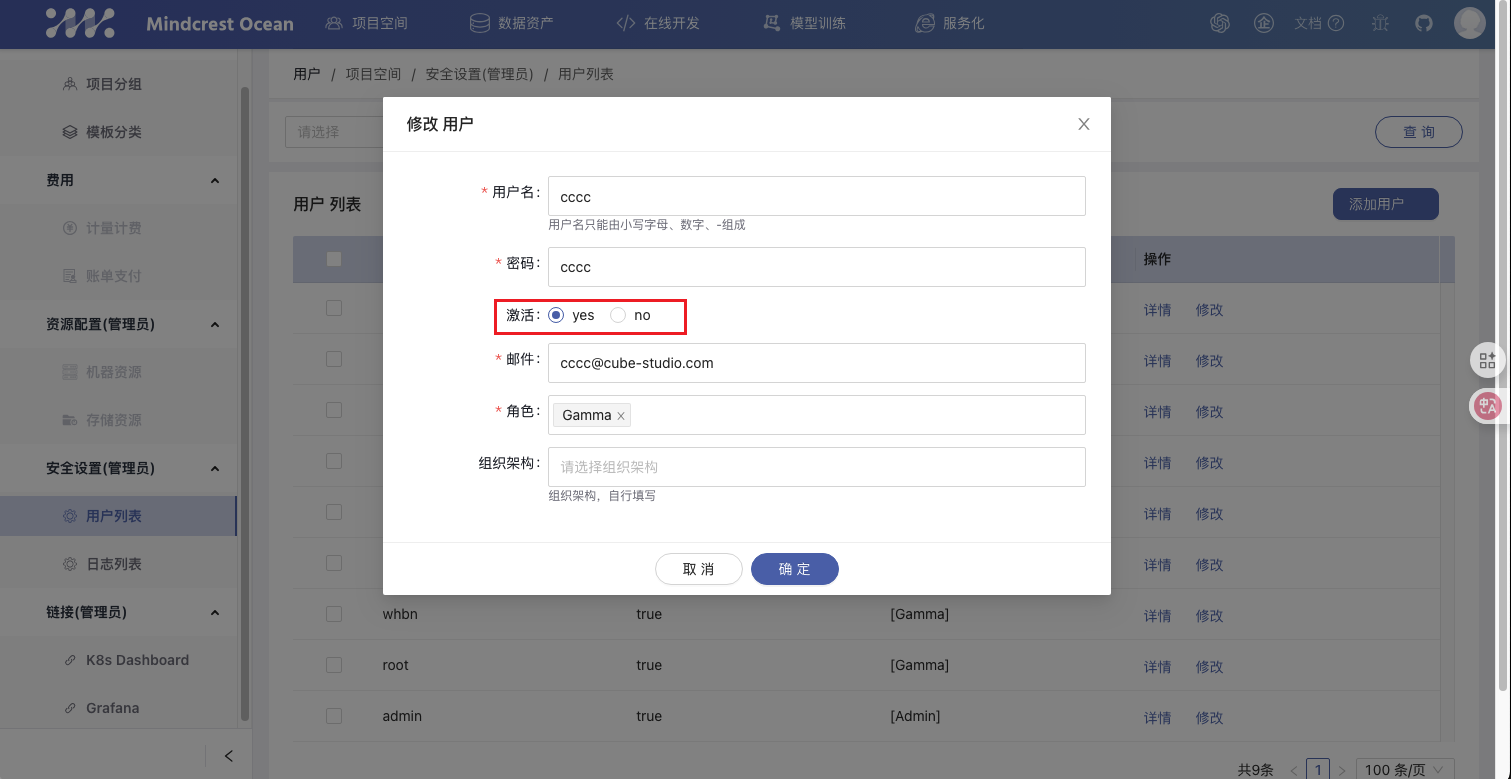 Mindcrest Ocean 项目空间 数据资产 在线开发 模型训练 服务化 文档
项目分组
模板分类
费用
计量计费
账单支付
资源配置(管理员)
机器资源
存储资源
安全设置(管理员)
用户列表
日志列表
链接(管理员)
K8s Dashboard
Grafana
用户 / 项目空间 / 安全设置(管理员) / 用户列表
请选择
查 询
用户 列表
添加用户
操作
详情 修改
详情 修改
详情 修改
详情 修改
详情 修改
详情 修改
whbn true [Gamma] 详情 修改
root true [Gamma] 详情 修改
admin true [Admin] 详情 修改
共9条 < 1 > 100 条/页
修改 用户
* 用户名: cccc
用户名只能由小写字母、数字、-组成
* 密码: cccc
激活: yes no
* 邮件: cccc@cube-studio.com
* 角色: Gamma ×
组织架构: 请选择组织架构
组织架构，自行填写
取 消 确 定